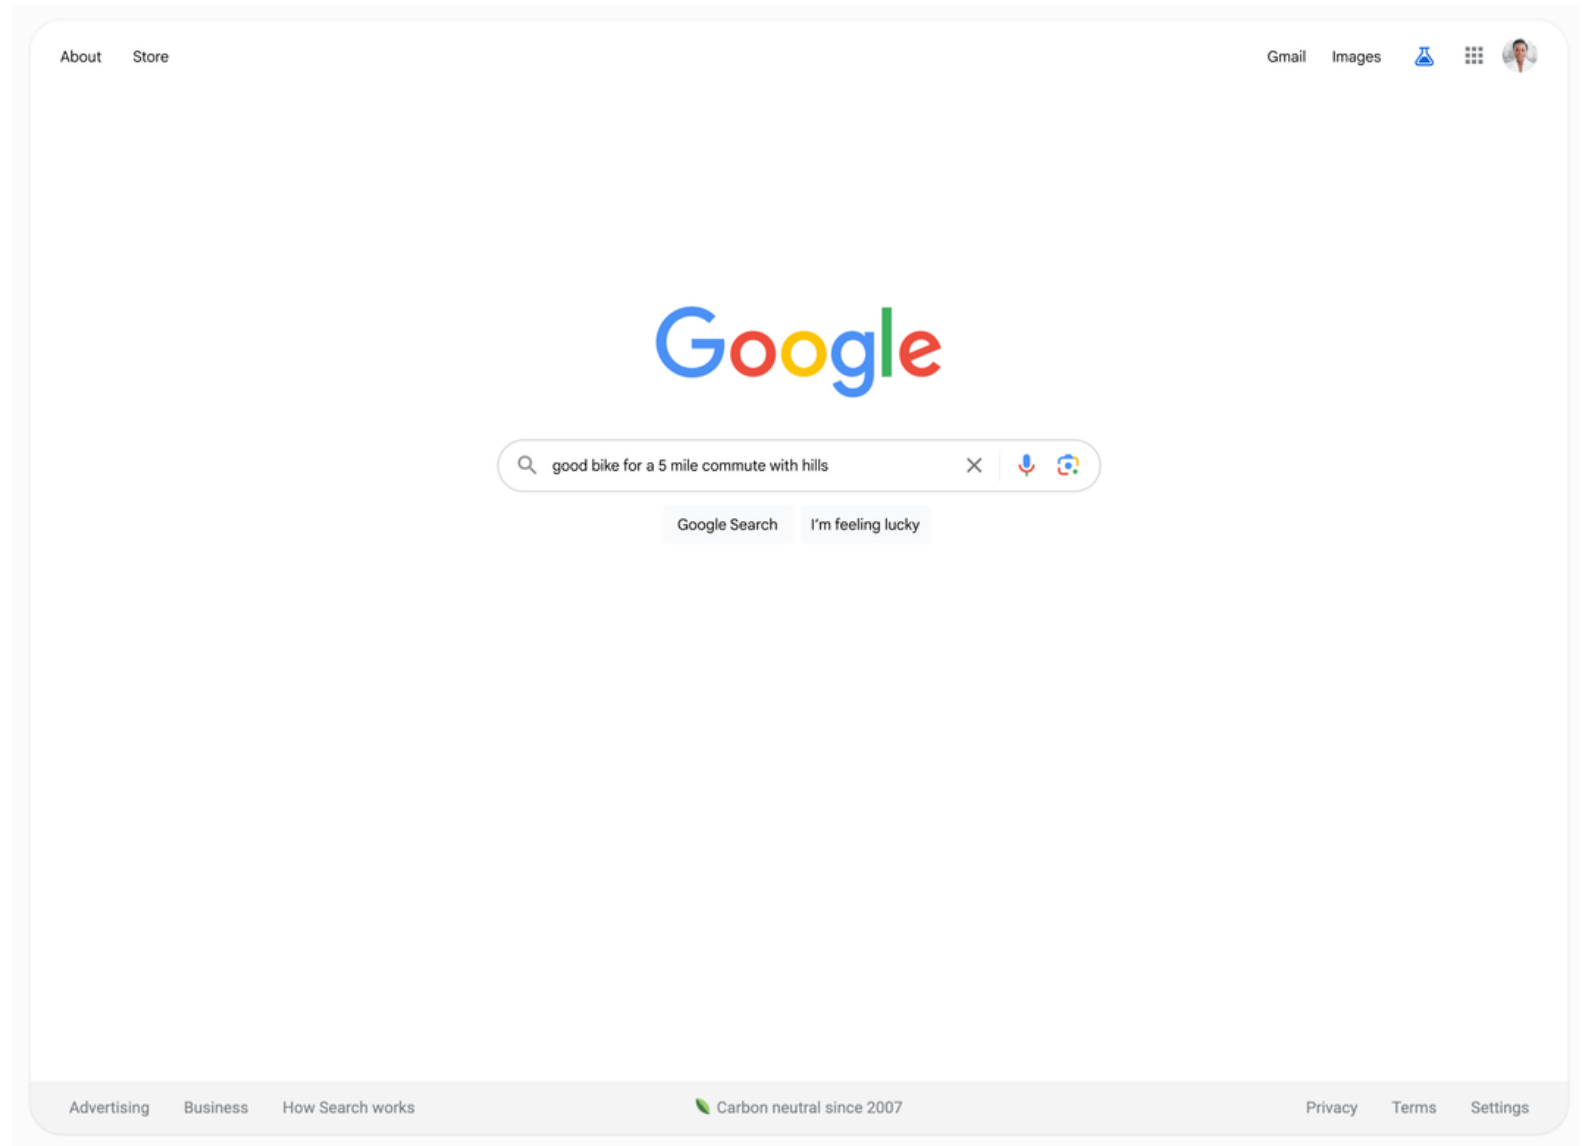 About Store Gmail Images
Google
good bike for a 5 mile commute with hills
Google Search I'm feeling lucky
Advertising Business How Search works Carbon neutral since 2007 Privacy Terms Settings